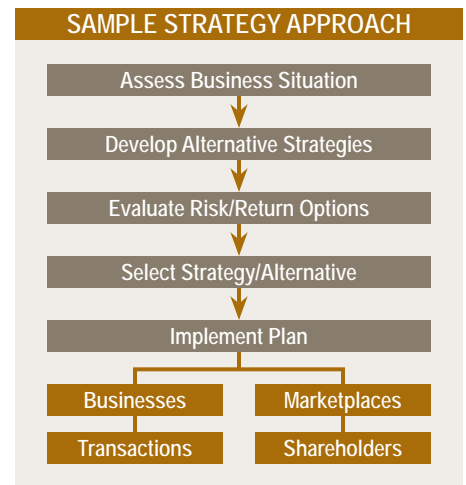 SAMPLE STRATEGY APPROACH
Assess Business Situation
Develop Alternative Strategies
Evaluate Risk/Return Options
Select Strategy/Alternative
Implement Plan
Businesses
Marketplaces
Transactions
Shareholders